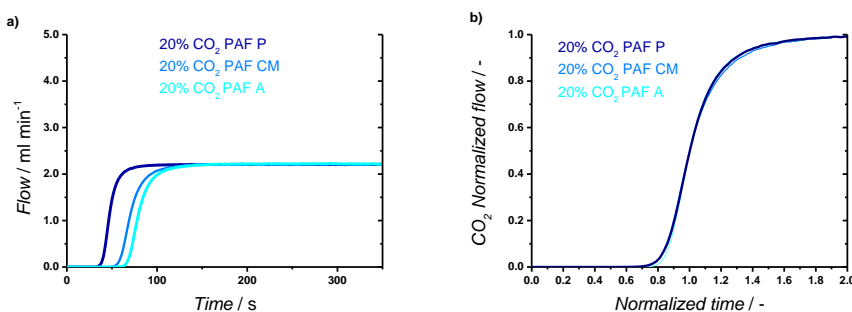 a)
20% CO₂ PAF P
20% CO₂ PAF CM
20% CO₂ PAF A
Flow / ml min⁻¹
5.0
4.0
3.0
2.0
1.0
0.0
0
100
200
300
Time / s
b)
20% CO₂ PAF P
20% CO₂ PAF CM
20% CO₂ PAF A
CO₂ Normalized flow / -
1.0
0.8
0.6
0.4
0.2
0.0
0.0 0.2 0.4 0.6 0.8 1.0 1.2 1.4 1.6 1.8 2.0
Normalized time / -